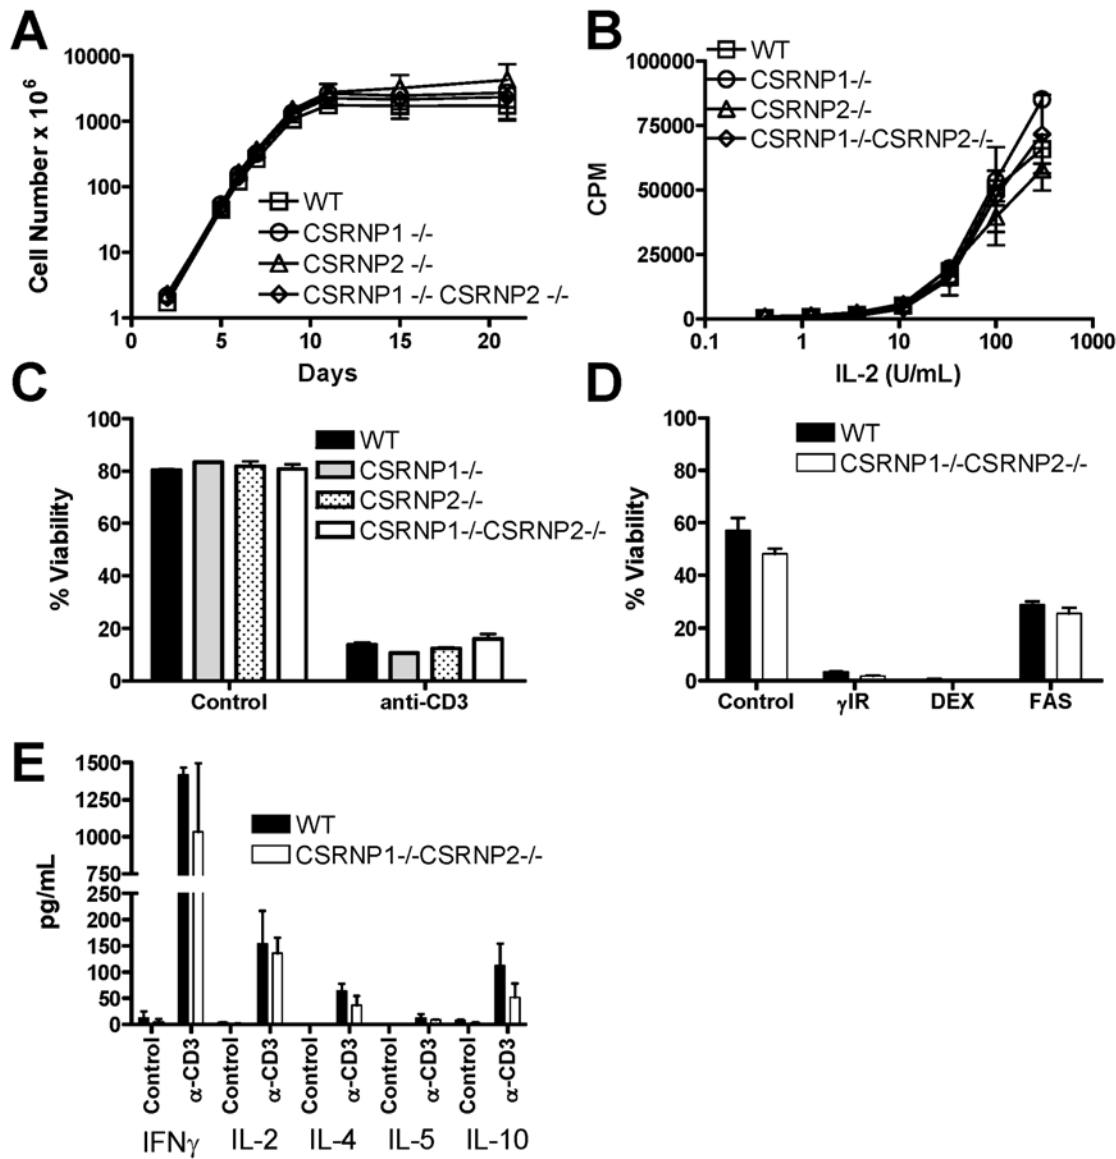 A
Cell Number x 10⁶
10000
1000
100
10
1
0
5
10
15
20
Days
WT
CSRNP1 -/-
CSRNP2 -/-
CSRNP1 -/- CSRNP2 -/-
B
CPM
100000
75000
50000
25000
0
0.1
1
10
100
1000
IL-2 (U/mL)
WT
CSRNP1-/-
CSRNP2-/-
CSRNP1-/-CSRNP2-/-
C
% Viability
100
80
60
40
20
0
Control
anti-CD3
WT
CSRNP1-/-
CSRNP2-/-
CSRNP1-/-CSRNP2-/-
D
% Viability
100
80
60
40
20
0
Control
γIR
DEX
FAS
WT
CSRNP1-/-CSRNP2-/-
E
pg/mL
1500
1250
1000
750
250
200
150
100
50
0
WT
CSRNP1-/-CSRNP2-/-
Control
α-CD3
Control
α-CD3
Control
α-CD3
Control
α-CD3
Control
α-CD3
IFNγ
IL-2
IL-4
IL-5
IL-10